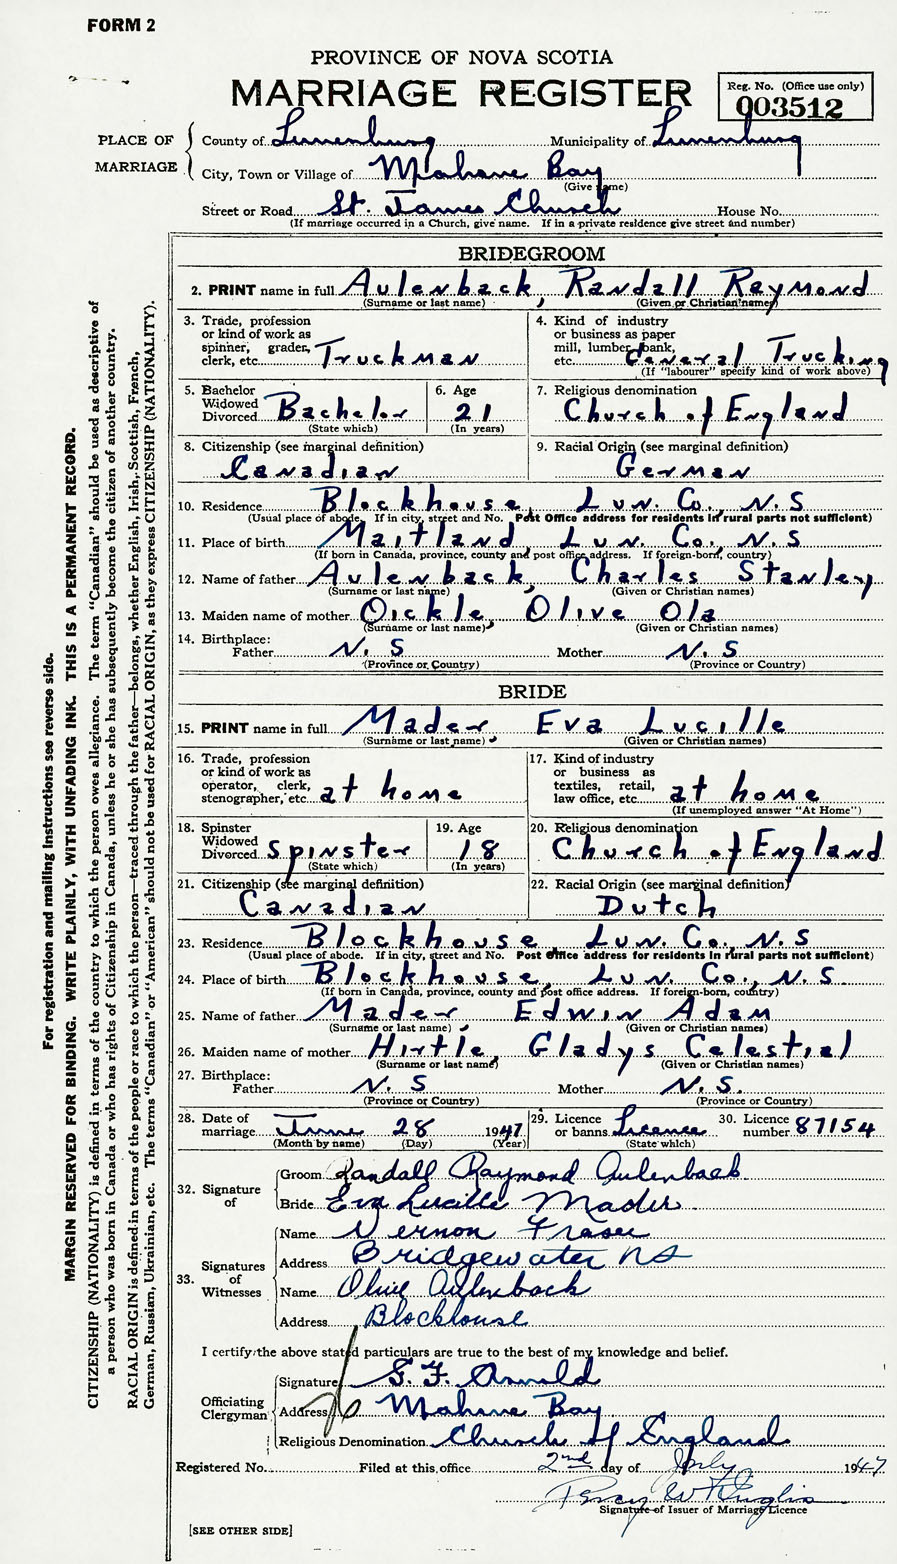 FORM 2
PROVINCE OF NOVA SCOTIA
MARRIAGE REGISTER
Reg. No. (Office use only)
003512
PLACE OF MARRIAGE
County of Lunenburg Municipality of Lunenburg
City, Town or Village of Mahone Bay
(Give name)
Street or Road St. James Church House No.
(If marriage occurred in a Church, give name. If in a private residence give street and number)
BRIDEGROOM
2. PRINT name in full Aulenback, Randall Raymond
(Surname or last name) (Given or Christian names)
3. Trade, profession or kind of work as spinner, grader, clerk, etc. Truckman
4. Kind of industry or business as paper mill, lumber, bank, etc. General Trucking
(If "labourer" specify kind of work above)
5. Bachelor Widowed Divorced Bachelor
(State which)
6. Age 21
(In years)
7. Religious denomination
Church of England
8. Citizenship (see marginal definition)
Canadian
9. Racial Origin (see marginal definition)
German
10. Residence Blockhouse, Lun. Co., N.S
(Usual place of abode. If in city, street and No. Post Office address for residents in rural parts not sufficient)
11. Place of birth Maitland, Lun. Co., N.S
(If born in Canada, province, county and post office address. If foreign-born, country)
12. Name of father Aulenback, Charles Stanley
(Surname or last name) (Given or Christian names)
13. Maiden name of mother Oickle, Olive Ola
(Surname or last name) (Given or Christian names)
14. Birthplace:
Father N. S Mother N. S
(Province or Country) (Province or Country)
BRIDE
15. PRINT name in full Mader, Eva Lucille
(Surname or last name) (Given or Christian names)
16. Trade, profession or kind of work as operator, clerk, stenographer, etc. at home
17. Kind of industry or business as textiles, retail, law office, etc. at home
(If unemployed answer "At Home")
18. Spinster Widowed Divorced Spinster
(State which)
19. Age 18
(In years)
20. Religious denomination
Church of England
21. Citizenship (see marginal definition)
Canadian
22. Racial Origin (see marginal definition)
Dutch
23. Residence Blockhouse, Lun. Co., N.S
(Usual place of abode. If in city, street and No. Post Office address for residents in rural parts not sufficient)
24. Place of birth Blockhouse, Lun. Co., N.S
(If born in Canada, province, county and post office address. If foreign-born, country)
25. Name of father Mader, Edwin Adam
(Surname or last name) (Given or Christian names)
26. Maiden name of mother Hirtle, Gladys Celestial
(Surname or last name) (Given or Christian names)
27. Birthplace:
Father N. S Mother N. S.
(Province or Country) (Province or Country)
28. Date of marriage June 28 1947
(Month by name) (Day) (Year)
29. Licence or banns Licence
(State which)
30. Licence number 87154
32. Signature of
Groom Randall Raymond Aulenback
Bride Eva Lucille Mader
33. Signatures of Witnesses
Name Vernon Fraser
Address Bridgewater NS
Name Olive Aulenback
Address Blockhouse
I certify the above stated particulars are true to the best of my knowledge and belief.
Officiating Clergyman
Signature Arnold
Address Mahone Bay
Religious Denomination Church of England
Registered No. Filed at this office 2nd day of July 1947
Percy
Signature of Issuer of Marriage Licence
[SEE OTHER SIDE]
For registration and mailing instructions see reverse side.
MARGIN RESERVED FOR BINDING. WRITE PLAINLY, WITH UNFADING INK. THIS IS A PERMANENT RECORD.
CITIZENSHIP (NATIONALITY) is defined in terms of the country to which the person owes allegiance. The term "Canadian" should be used as descriptive of
a person who was born in Canada or who has rights of Citizenship in Canada, unless he or she has subsequently become the citizen of another country.
RACIAL ORIGIN is defined in terms of the people or race to which the person—traced through the father—belongs, whether English, Irish, Scottish, French,
German, Russian, Ukrainian, etc. The terms "Canadian" or "American" should not be used for RACIAL ORIGIN, as they express CITIZENSHIP (NATIONALITY).